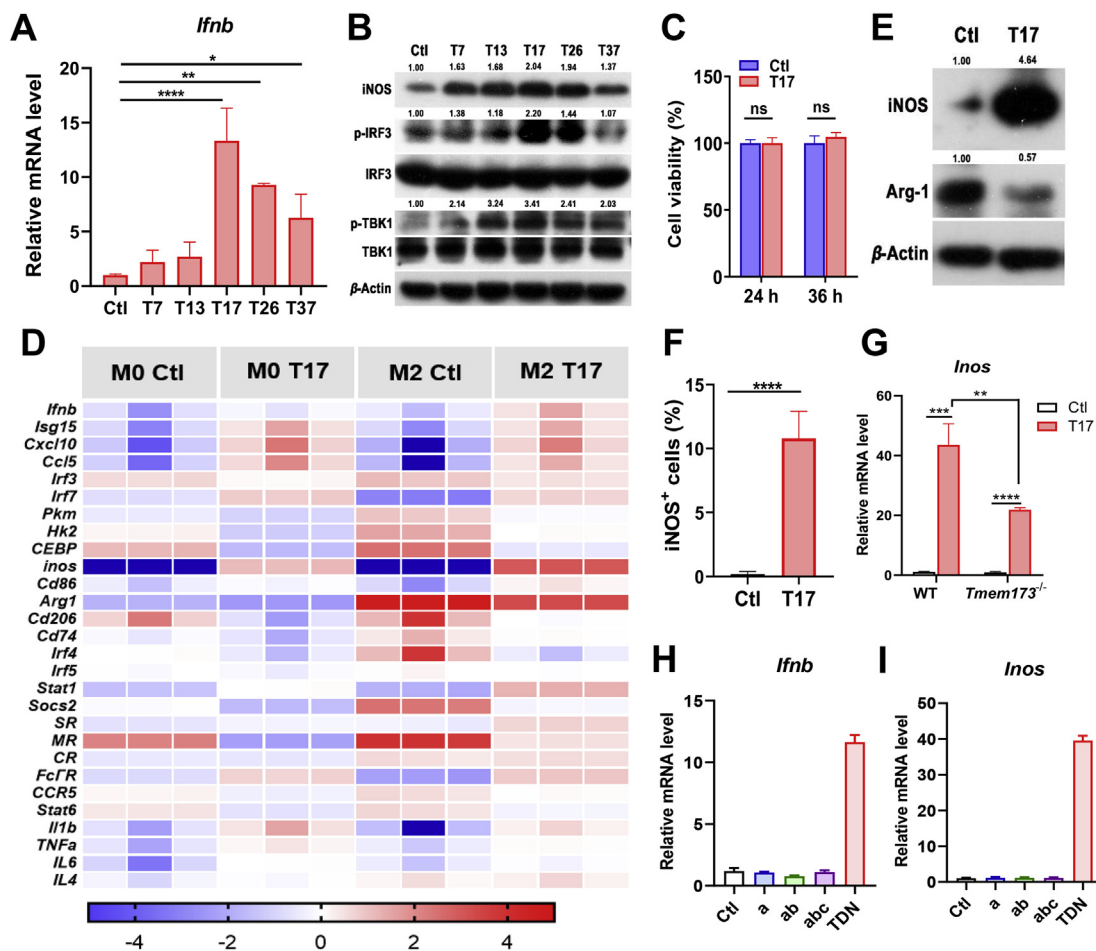 A
Ifnb
Relative mRNA level
20
15
10
5
0
*
**
****
Ctl T7 T13 T17 T26 T37
B
Ctl T7 T13 T17 T26 T37
1.00 1.63 1.68 2.04 1.94 1.37
iNOS
1.00 1.38 1.18 2.20 1.44 1.07
p-IRF3
IRF3
1.00 2.14 3.24 3.41 2.41 2.03
p-TBK1
TBK1
β-Actin
C
Ctl
T17
Cell viability (%)
150
100
50
0
ns ns
24 h 36 h
E
Ctl T17
1.00 4.64
iNOS
1.00 0.57
Arg-1
β-Actin
D
M0 Ctl M0 T17 M2 Ctl M2 T17
Ifnb
Isg15
Cxcl10
Ccl5
Irf3
Irf7
Pkm
Hk2
CEBP
inos
Cd86
Arg1
Cd206
Cd74
Irf4
Irf5
Stat1
Socs2
SR
MR
CR
FcΓR
CCR5
Stat6
Il1b
TNFa
IL6
IL4
-4 -2 0 2 4
F
iNOS+ cells (%)
15
10
5
0
****
Ctl T17
G
Inos
Relative mRNA level
60
40
20
0
Ctl
T17
**
***
****
WT Tmem173-/-
H
Ifnb
Relative mRNA level
15
10
5
0
Ctl a ab abc TDN
I
Inos
Relative mRNA level
50
40
30
20
10
0
Ctl a ab abc TDN